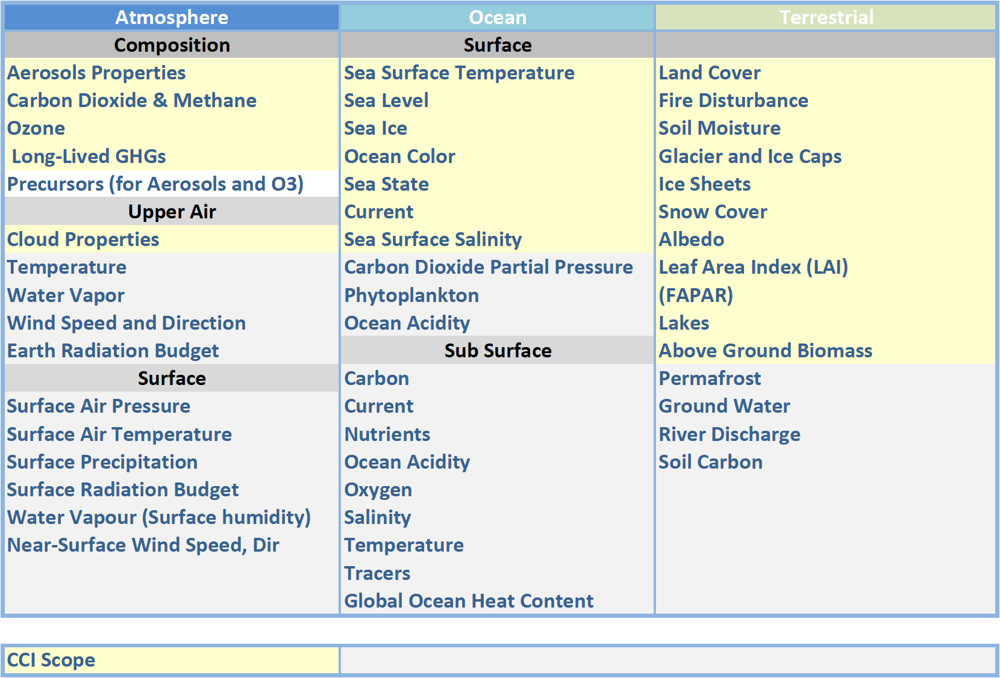 Atmosphere Ocean Terrestrial
Composition Surface
Aerosols Properties Sea Surface Temperature Land Cover
Carbon Dioxide & Methane Sea Level Fire Disturbance
Ozone Sea Ice Soil Moisture
Long-Lived GHGs Ocean Color Glacier and Ice Caps
Precursors (for Aerosols and O3) Sea State Ice Sheets
Upper Air Current Snow Cover
Cloud Properties Sea Surface Salinity Albedo
Temperature Carbon Dioxide Partial Pressure Leaf Area Index (LAI)
Water Vapor Phytoplankton (FAPAR)
Wind Speed and Direction Ocean Acidity Lakes
Earth Radiation Budget Sub Surface Above Ground Biomass
Surface Carbon Permafrost
Surface Air Pressure Current Ground Water
Surface Air Temperature Nutrients River Discharge
Surface Precipitation Ocean Acidity Soil Carbon
Surface Radiation Budget Oxygen
Water Vapour (Surface humidity) Salinity
Near-Surface Wind Speed, Dir Temperature
Tracers
Global Ocean Heat Content
CCI Scope